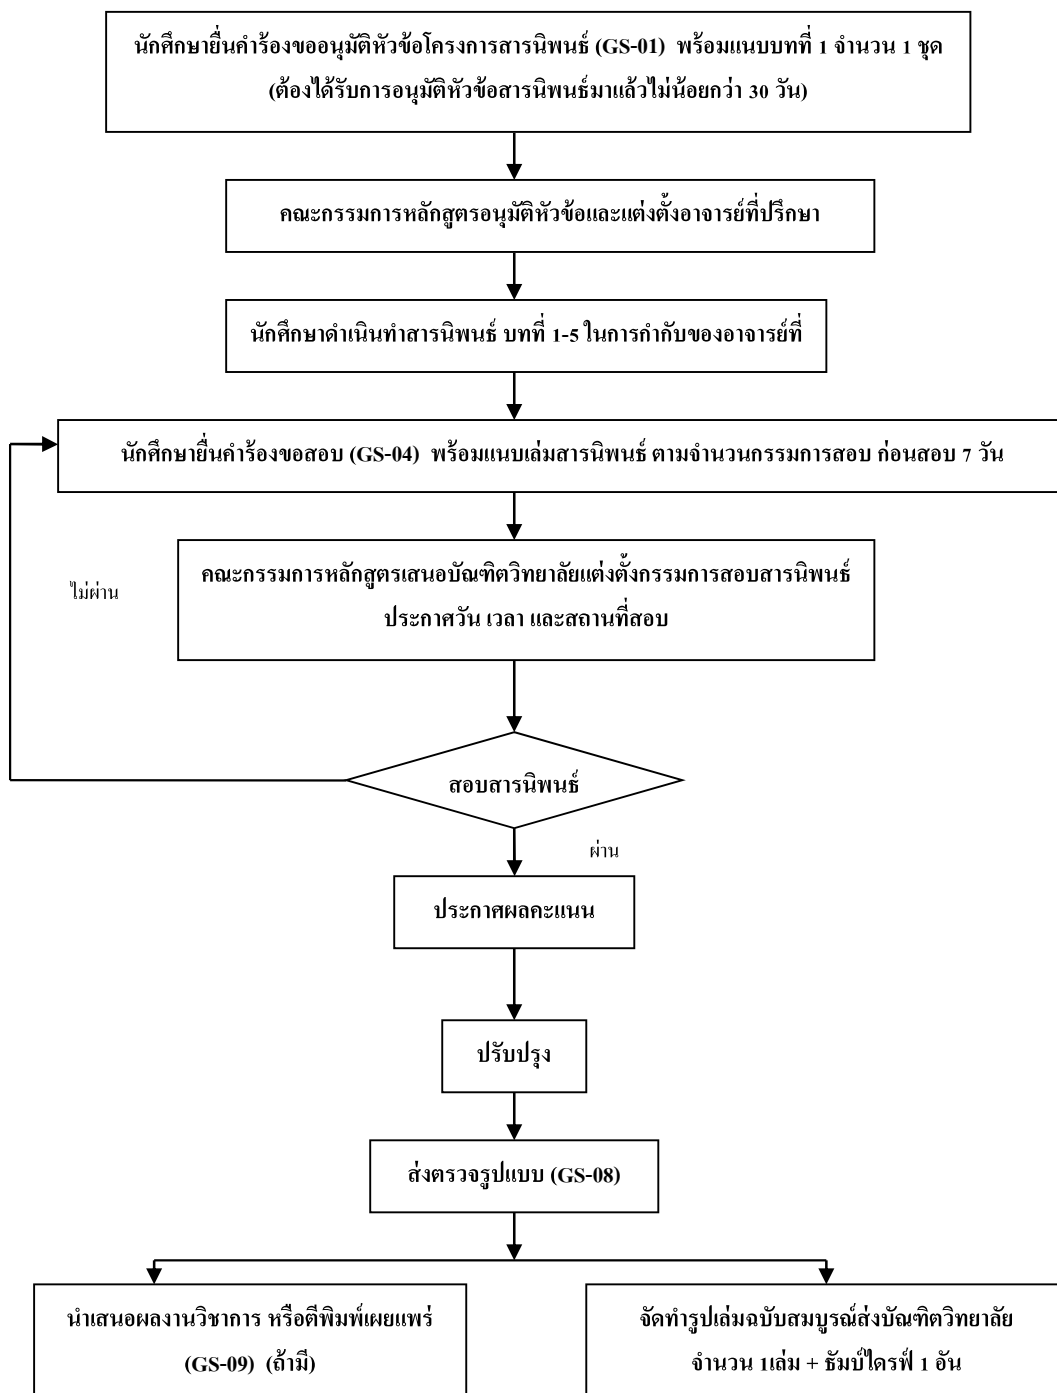 นักศึกษายื่นคำร้องขออนุมัติหัวข้อโครงการสารนิพนธ์ (GS-01) พร้อมแนบบทที่ 1 จำนวน 1 ชุด
(ต้องได้รับการอนุมัติหัวข้อสารนิพนธ์มาแล้วไม่น้อยกว่า 30 วัน)
คณะกรรมการหลักสูตรอนุมัติหัวข้อและแต่งตั้งอาจารย์ที่ปรึกษา
นักศึกษาดำเนินทำสารนิพนธ์ บทที่ 1-5 ในการกำกับของอาจารย์ที่
นักศึกษายื่นคำร้องขอสอบ (GS-04) พร้อมแนบเล่มสารนิพนธ์ ตามจำนวนกรรมการสอบ ก่อนสอบ 7 วัน
คณะกรรมการหลักสูตรเสนอบัณฑิตวิทยาลัยแต่งตั้งกรรมการสอบสารนิพนธ์
ประกาศวัน เวลา และสถานที่สอบ
ไม่ผ่าน
สอบสารนิพนธ์
ผ่าน
ประกาศผลคะแนน
ปรับปรุง
ส่งตรวจรูปแบบ (GS-08)
นำเสนอผลงานวิชาการ หรือตีพิมพ์เผยแพร่
(GS-09) (ถ้ามี)
จัดทำรูปเล่มฉบับสมบูรณ์ส่งบัณฑิตวิทยาลัย
จำนวน 1เล่ม + ธัมบ์ไดรฟ์ 1 อัน